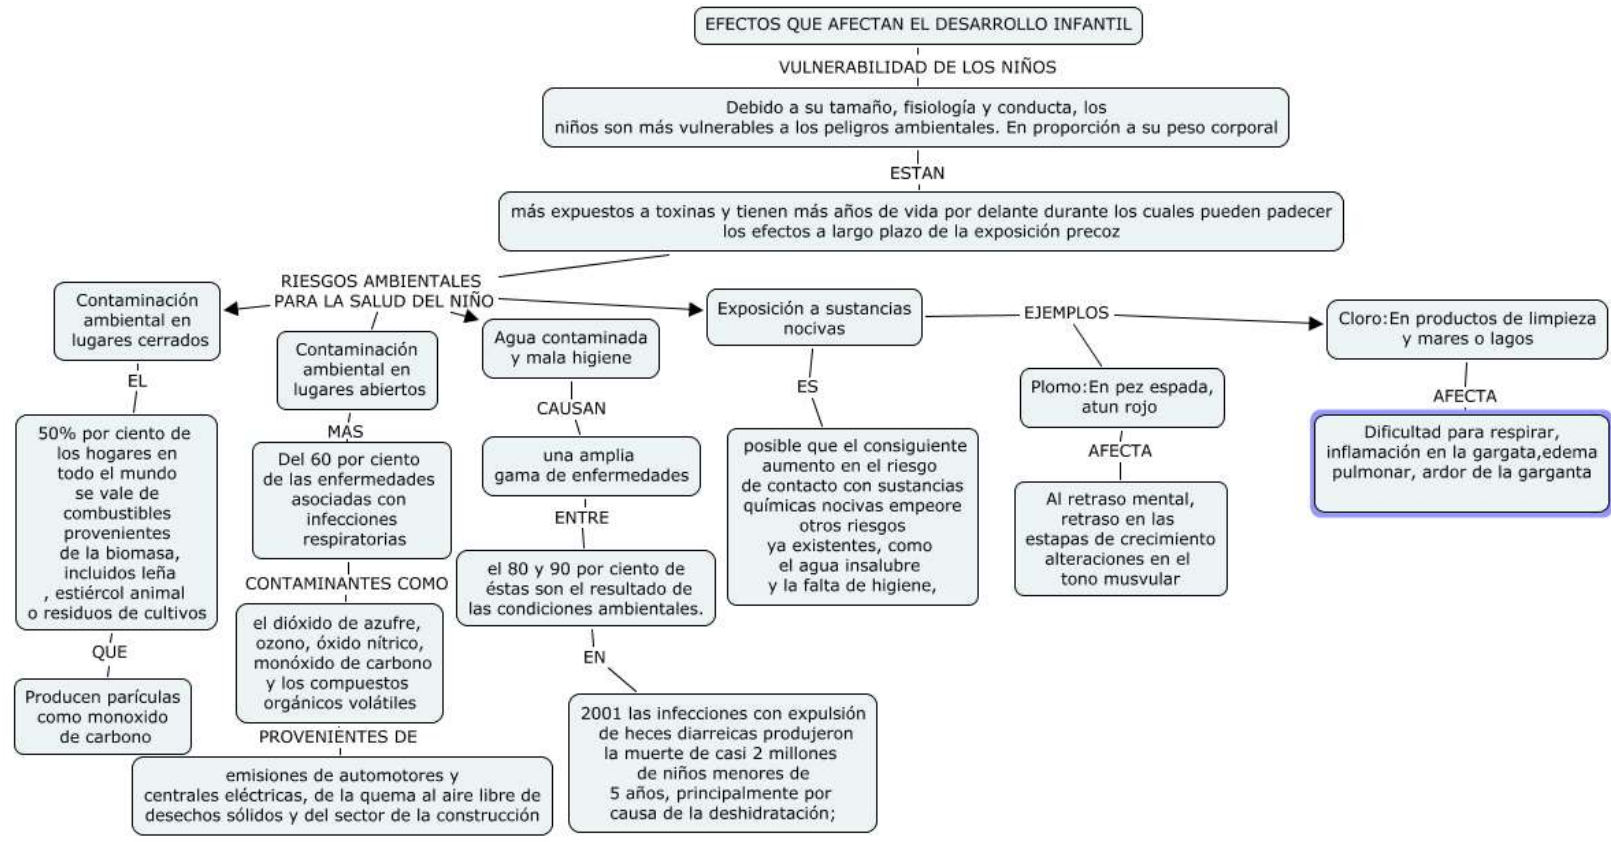 EFECTOS QUE AFECTAN EL DESARROLLO INFANTIL
VULNERABILIDAD DE LOS NIÑOS
Debido a su tamaño, fisiología y conducta, los
niños son más vulnerables a los peligros ambientales. En proporción a su peso corporal
ESTAN
más expuestos a toxinas y tienen más años de vida por delante durante los cuales pueden padecer
los efectos a largo plazo de la exposición precoz
RIESGOS AMBIENTALES
PARA LA SALUD DEL NIÑO
Contaminación
ambiental en
lugares cerrados
EL
50% por ciento de
los hogares en
todo el mundo
se vale de
combustibles
provenientes
de la biomasa,
incluidos leña
, estiércol animal
o residuos de cultivos
QUE
Producen parículas
como monoxido
de carbono
Contaminación
ambiental en
lugares abiertos
MAS
Del 60 por ciento
de las enfermedades
asociadas con
infecciones
respiratorias
CONTAMINANTES COMO
el dióxido de azufre,
ozono, óxido nítrico,
monóxido de carbono
y los compuestos
orgánicos volátiles
PROVENIENTES DE
emisiones de automotores y
centrales eléctricas, de la quema al aire libre de
desechos sólidos y del sector de la construcción
Agua contaminada
y mala higiene
CAUSAN
una amplia
gama de enfermedades
ENTRE
el 80 y 90 por ciento de
éstas son el resultado de
las condiciones ambientales.
EN
2001 las infecciones con expulsión
de heces diarreicas produjeron
la muerte de casi 2 millones
de niños menores de
5 años, principalmente por
causa de la deshidratación;
Exposición a sustancias
nocivas
ES
posible que el consiguiente
aumento en el riesgo
de contacto con sustancias
químicas nocivas empeore
otros riesgos
ya existentes, como
el agua insalubre
y la falta de higiene,
EJEMPLOS
Plomo:En pez espada,
atun rojo
AFECTA
Al retraso mental,
retraso en las
estapas de crecimiento
alteraciones en el
tono musvular
Cloro:En productos de limpieza
y mares o lagos
AFECTA
Dificultad para respirar,
inflamación en la gargata,edema
pulmonar, ardor de la garganta